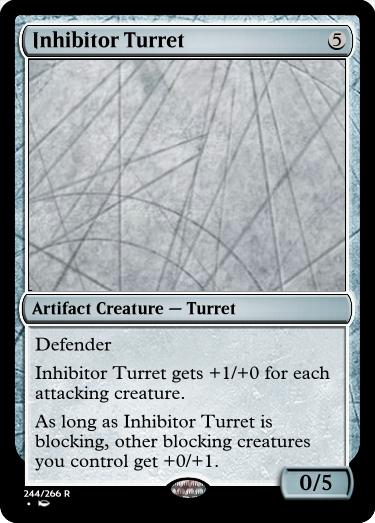 Inhibitor Turret 5
Artifact Creature — Turret
Defender
Inhibitor Turret gets +1/+0 for each
attacking creature.
As long as Inhibitor Turret is
blocking, other blocking creatures
you control get +0/+1.
0/5
244/266 R